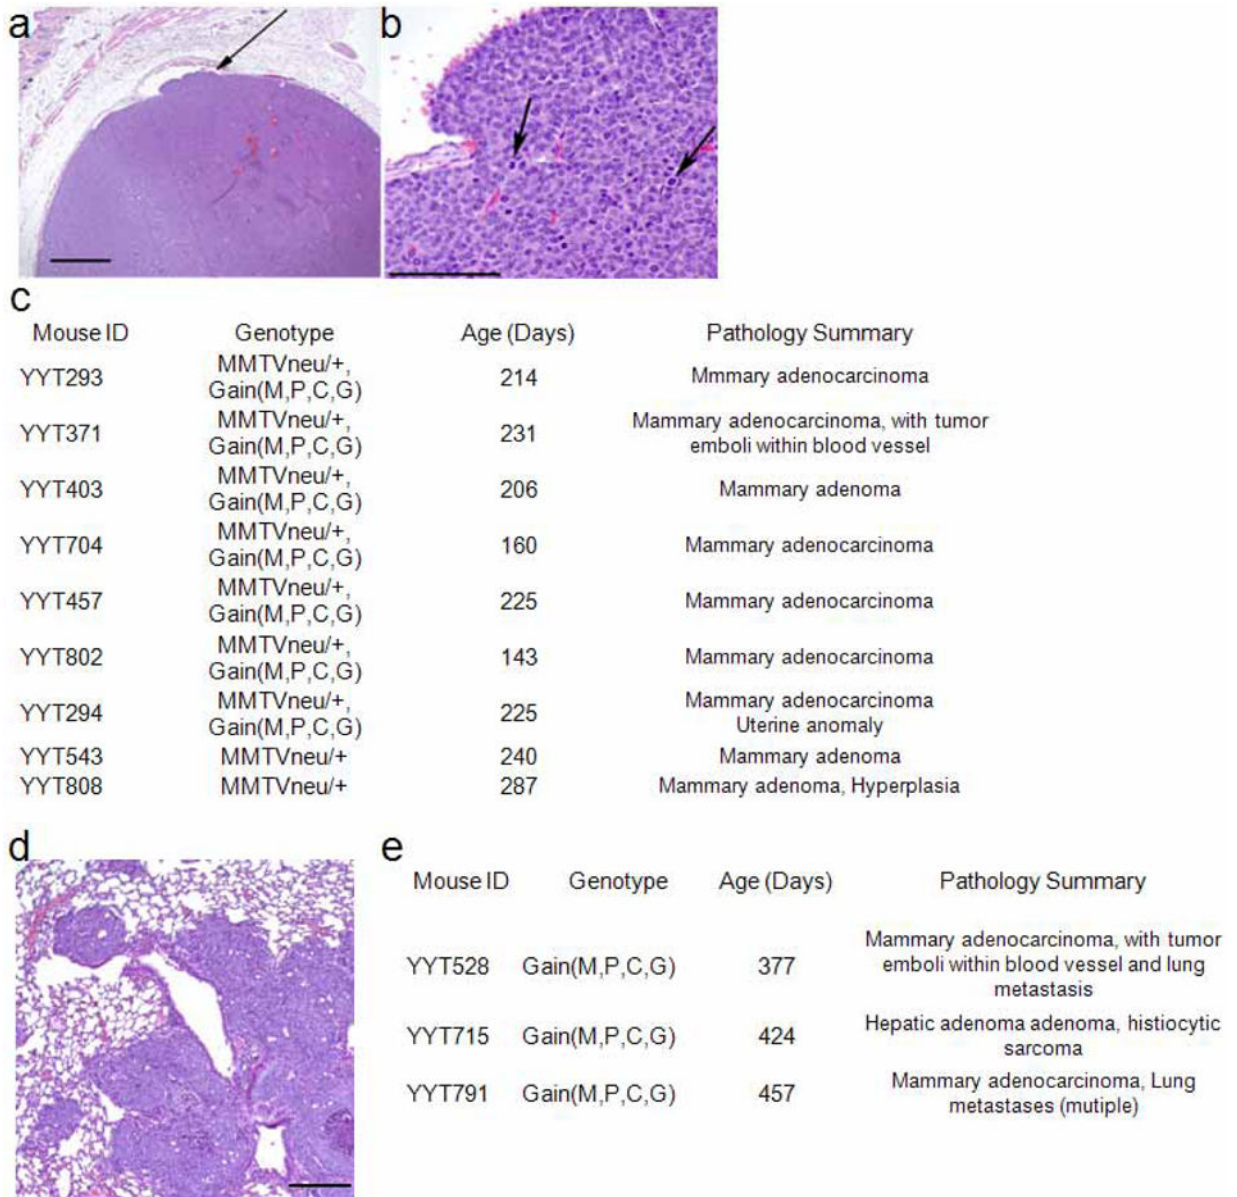 a b
c
Mouse ID Genotype Age (Days) Pathology Summary
YYT293 MMTVneu/+, Gain(M,P,C,G) 214 Mmmary adenocarcinoma
YYT371 MMTVneu/+, Gain(M,P,C,G) 231 Mammary adenocarcinoma, with tumor emboli within blood vessel
YYT403 MMTVneu/+, Gain(M,P,C,G) 206 Mammary adenoma
YYT704 MMTVneu/+, Gain(M,P,C,G) 160 Mammary adenocarcinoma
YYT457 MMTVneu/+, Gain(M,P,C,G) 225 Mammary adenocarcinoma
YYT802 MMTVneu/+, Gain(M,P,C,G) 143 Mammary adenocarcinoma
YYT294 MMTVneu/+, Gain(M,P,C,G) 225 Mammary adenocarcinoma Uterine anomaly
YYT543 MMTVneu/+ 240 Mammary adenoma
YYT808 MMTVneu/+ 287 Mammary adenoma, Hyperplasia
d e
Mouse ID Genotype Age (Days) Pathology Summary
YYT528 Gain(M,P,C,G) 377 Mammary adenocarcinoma, with tumor emboli within blood vessel and lung metastasis
YYT715 Gain(M,P,C,G) 424 Hepatic adenoma adenoma, histiocytic sarcoma
YYT791 Gain(M,P,C,G) 457 Mammary adenocarcinoma, Lung metastases (mutiple)